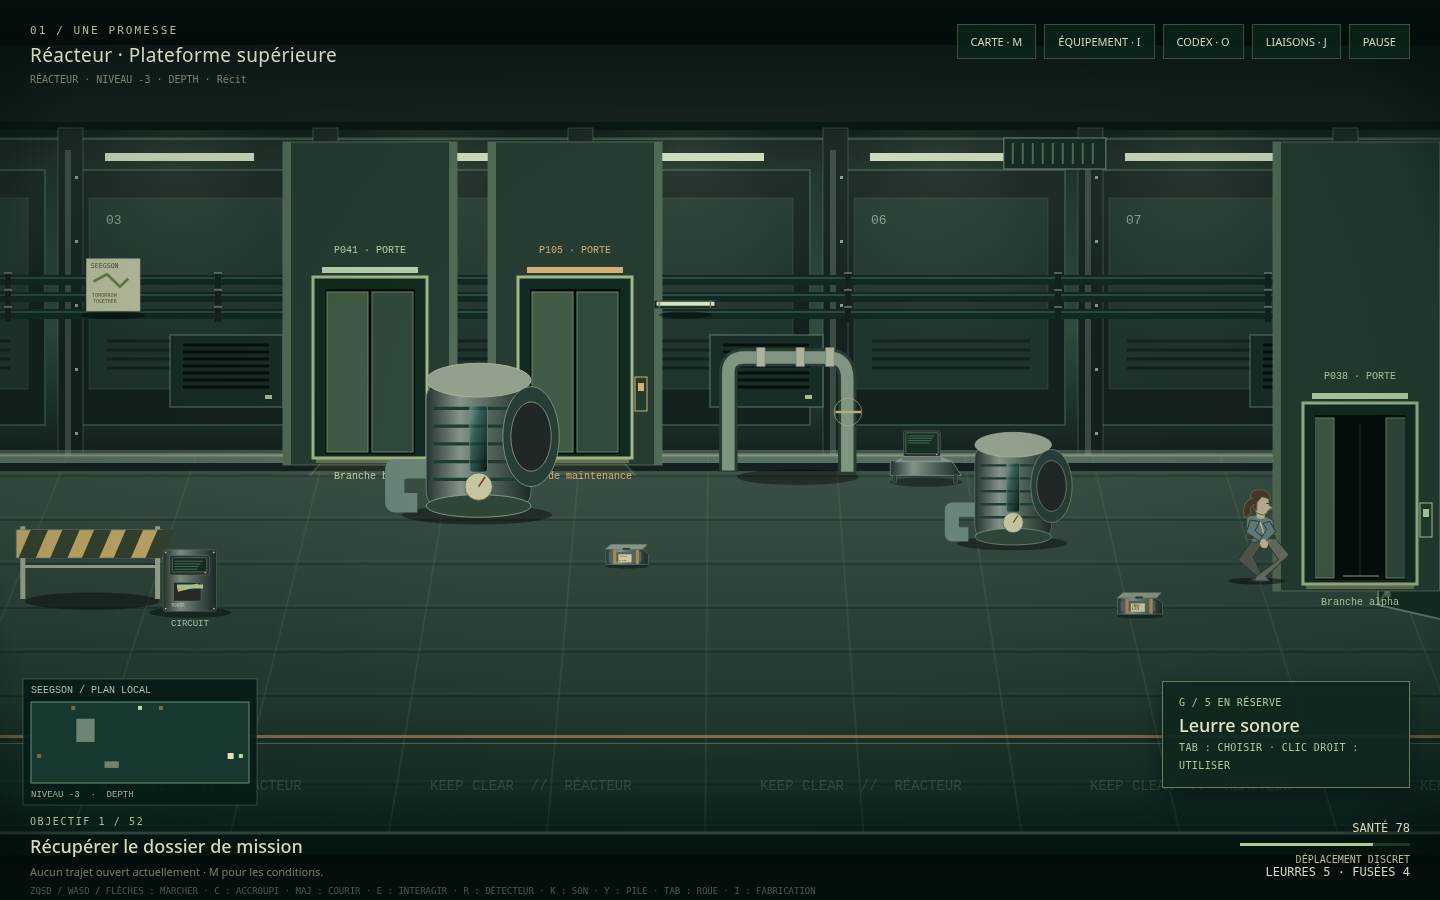 01 / UNE PROMESSE
Réacteur · Plateforme supérieure
RÉACTEUR · NIVEAU -3 · DEPTH · Récit
CARTE · M
ÉQUIPEMENT · I
CODEX · O
LIAISONS · J
PAUSE
03
06
07
SEEGSON
TOMORROW
TOGETHER
P041 · PORTE
P105 · PORTE
P038 · PORTE
Branche
de maintenance
Branche alpha
CIRCUIT
SEEGSON / PLAN LOCAL
NIVEAU -3 · DEPTH
G / 5 EN RÉSERVE
Leurre sonore
TAB : CHOISIR · CLIC DROIT :
UTILISER
KEEP CLEAR // RÉACTEUR
KEEP CLEAR // RÉACTEUR
OBJECTIF 1 / 52
Récupérer le dossier de mission
Aucun trajet ouvert actuellement · M pour les conditions.
ZQSD / WASD / FLÈCHES : MARCHER · C : ACCROUPI · MAJ : COURIR · E : INTERAGIR · R : DÉTECTEUR · K : SON · Y : PILE · TAB : ROUE · I : FABRICATION
SANTÉ 78
DÉPLACEMENT DISCRET
LEURRES 5 · FUSÉES 4